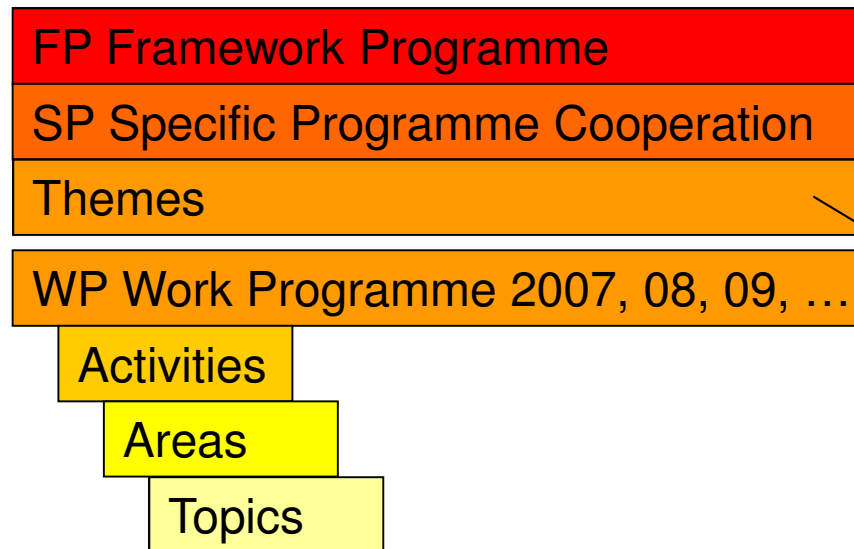 FP Framework Programme
SP Specific Programme Cooperation
Themes
WP Work Programme 2007, 08, 09, …
Activities
Areas
Topics